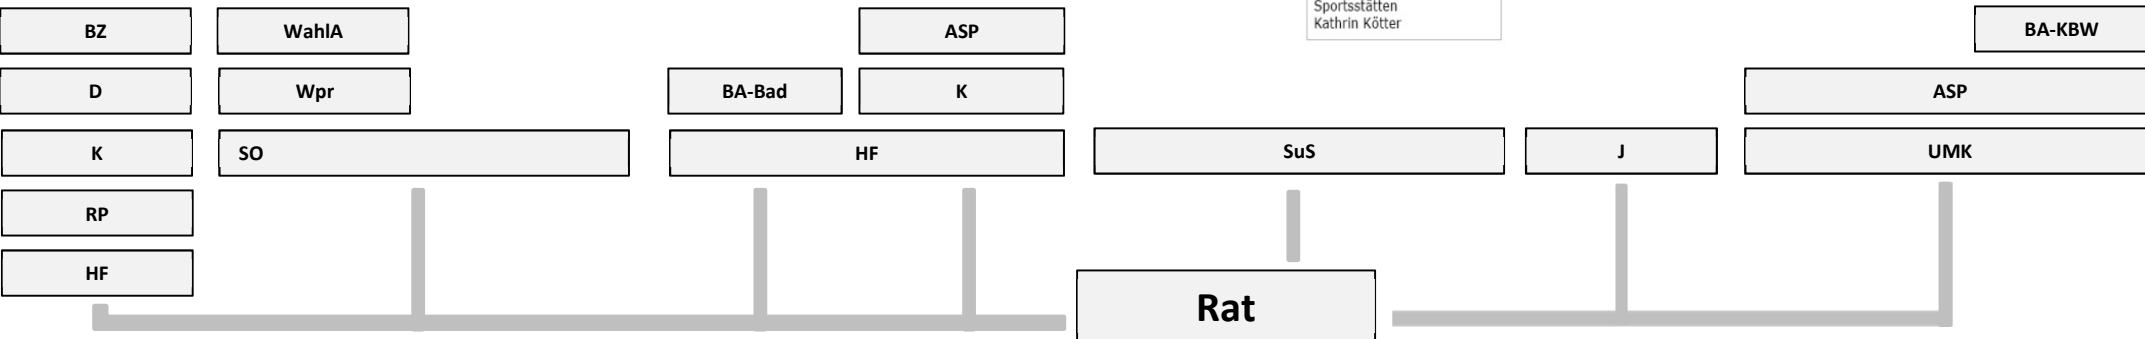 Sportsstätten
Kathrin Kötter
BZ
WahlA
ASP
BA-KBW
D
Wpr
BA-Bad
K
ASP
K
SO
HF
SuS
J
UMK
RP
HF
Rat